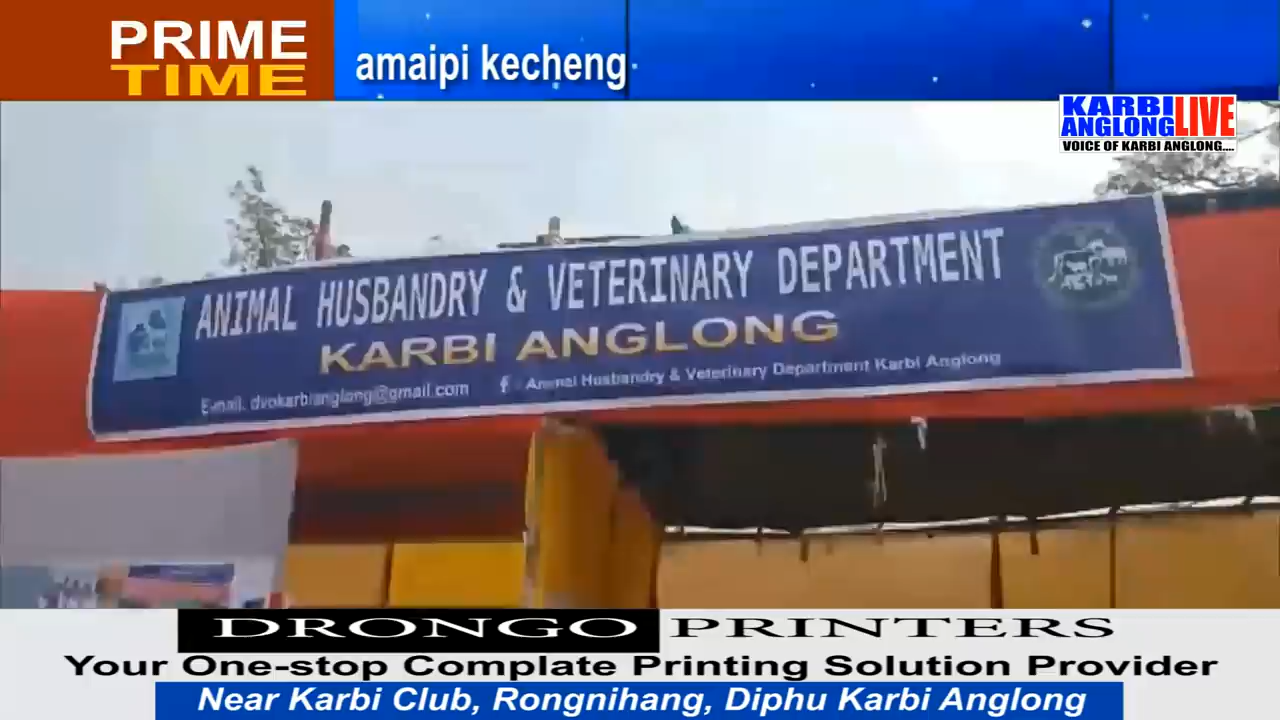 PRIME
TIME
amaipi kecheng
KARBI
ANGLONG LIVE
VOICE OF KARBI ANGLONG....
ANIMAL HUSBANDRY & VETERINARY DEPARTMENT
KARBI ANGLONG
E-mail. dvokarbianglong@gmail.com f : Animal Husbandry & Veterinary Department Karbi Anglong
DRONGO PRINTERS
Your One-stop Complate Printing Solution Provider
Near Karbi Club, Rongnihang, Diphu Karbi Anglong